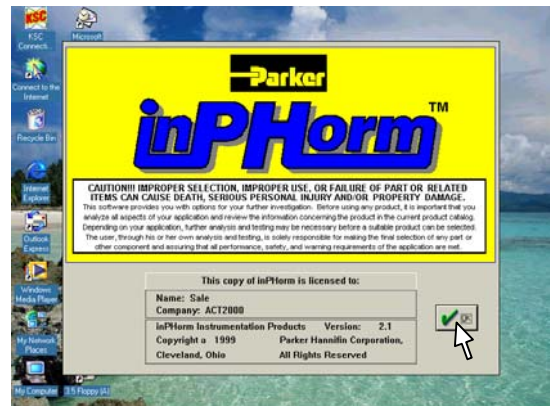 KSC
KSC
Connecti...
Microsoft
Connect to the
Internet
Recycle Bin
Internet
Explorer
Outlook
Express
Windows
Media Player
My Network
Places
My Computer
3.5 Floppy (A)
Parker
inPHorm™
CAUTION!!! IMPROPER SELECTION, IMPROPER USE, OR FAILURE OF PART OR RELATED
ITEMS CAN CAUSE DEATH, SERIOUS PERSONAL INJURY AND/OR PROPERTY DAMAGE.
This software provides you with options for your further investigation. Before using any product, it is important that you
analyze all aspects of your application and review the information concerning the product in the current product catalog.
Depending on your application, further analysis and testing may be necessary before a suitable product can be selected.
The user, through his or her own analysis and testing, is solely responsible for making the final selection of any part or
other component and assuring that all performance, safety, and warning requirements of the application are met.
This copy of inPHorm is licensed to:
Name: Sale
Company: ACT2000
inPHorm Instrumentation Products Version: 2.1
Copyright a 1999 Parker Hannifin Corporation,
Cleveland, Ohio All Rights Reserved
OK